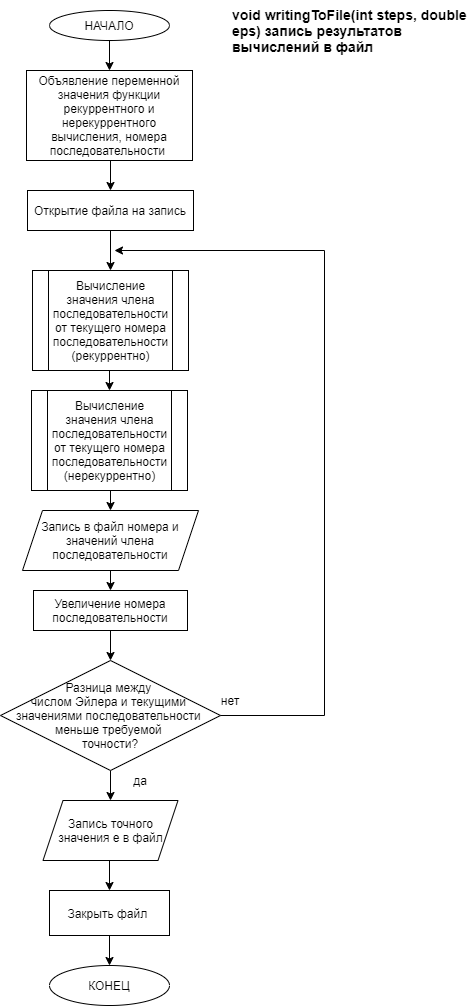 void writingToFile(int steps, double
eps) запись результатов
вычислений в файл
НАЧАЛО
Объявление переменной
значения функции
рекуррентного и
нерекуррентного
вычисления, номера
последовательности
Открытие файла на запись
Вычисление
значения члена
последовательности
от текущего номера
последовательности
(рекуррентно)
Вычисление
значения члена
последовательности
от текущего номера
последовательности
(нерекуррентно)
Запись в файл номера и
значений члена
последовательности
Увеличение номера
последовательности
Разница между
числом Эйлера и текущими
значениями последовательности
меньше требуемой
точности?
нет
да
Запись точного
значения е в файл
Закрыть файл
КОНЕЦ